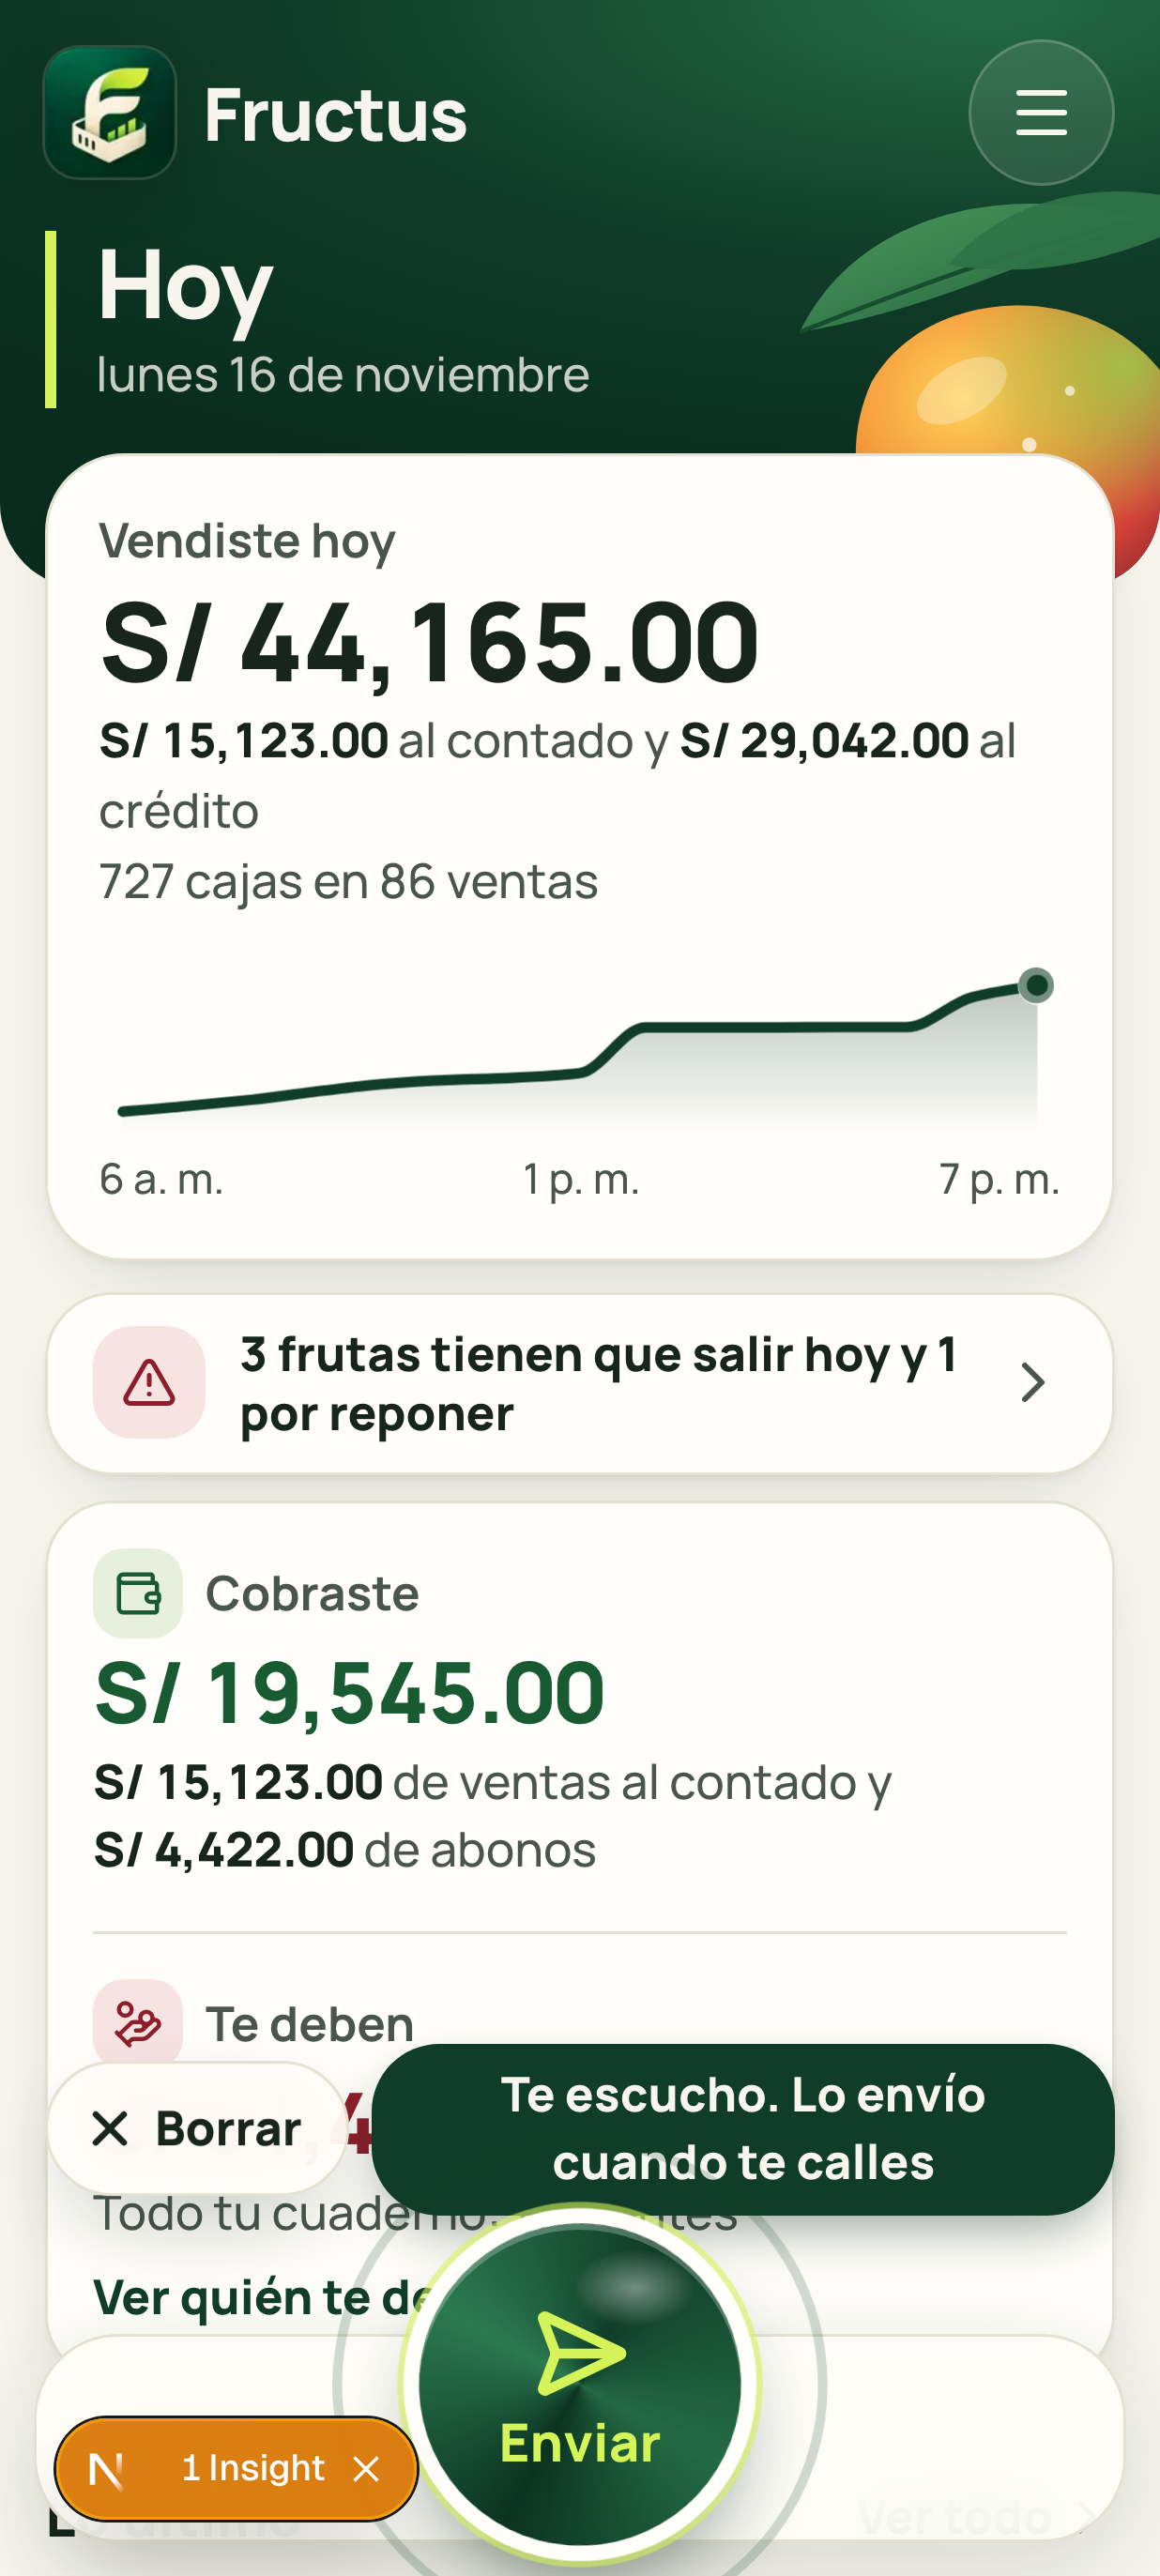 Fructus
Hoy
lunes 16 de noviembre
Vendiste hoy
S/ 44,165.00
S/ 15,123.00 al contado y S/ 29,042.00 al
crédito
727 cajas en 86 ventas
6 a. m.
1 p. m.
7 p. m.
3 frutas tienen que salir hoy y 1
por reponer
Cobraste
S/ 19,545.00
S/ 15,123.00 de ventas al contado y
S/ 4,422.00 de abonos
Te deben
Te escucho. Lo envío
cuando te calles
Borrar
Todo tu
Ver quién te
Enviar
N 1 Insight
Ver todo